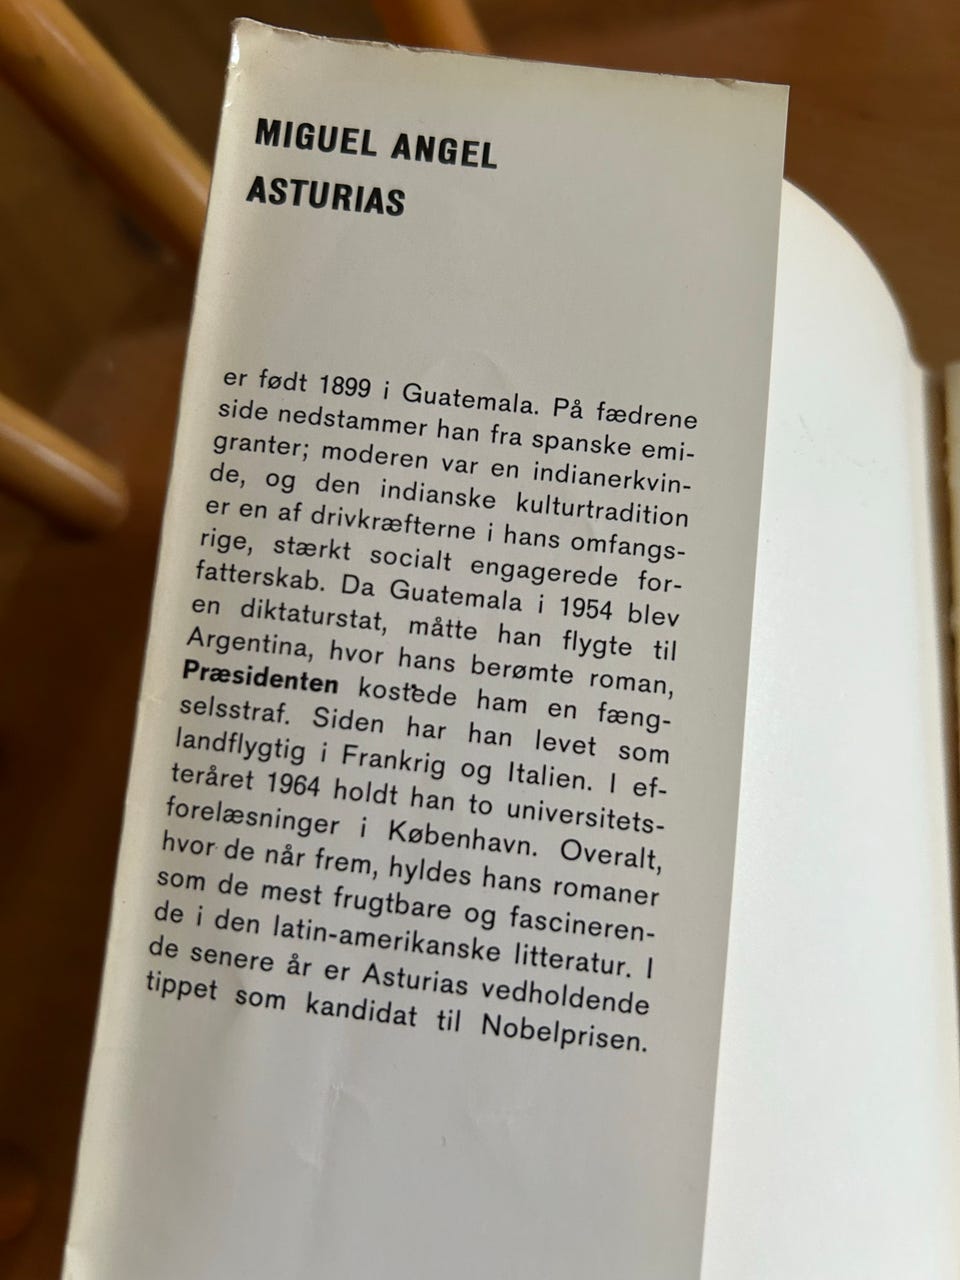 MIGUEL ANGEL
ASTURIAS
er født 1899 i Guatemala. På fædrene
side nedstammer han fra spanske emi-
granter; moderen var en indianerkvin-
de, og den indianske kulturtradition
er en af drivkræfterne i hans omfangs-
rige, stærkt socialt engagerede for-
fatterskab. Da Guatemala i 1954 blev
en diktaturstat, måtte han flygte til
Argentina, hvor hans berømte roman,
Præsidenten kostede ham en fæng-
selsstraf. Siden har han levet som
landflygtig i Frankrig og Italien. I ef-
teråret 1964 holdt han to universitets-
forelæsninger i København. Overalt,
hvor de når frem, hyldes hans romaner
som de mest frugtbare og fascineren-
de i den latin-amerikanske litteratur. I
de senere år er Asturias vedholdende
tippet som kandidat til Nobelprisen.